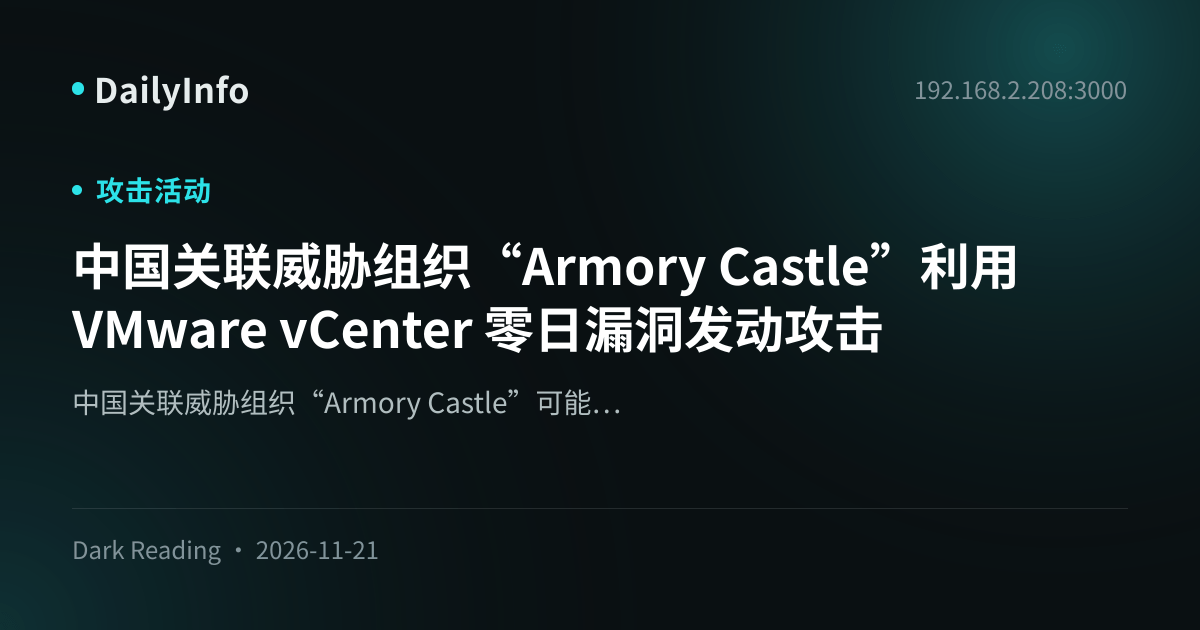 DailyInfo
192.168.2.208:3000
攻击活动
中国关联威胁组织“Armory Castle”利用
VMware vCenter 零日漏洞发动攻击
中国关联威胁组织“Armory Castle”可能…
Dark Reading · 2026-11-21